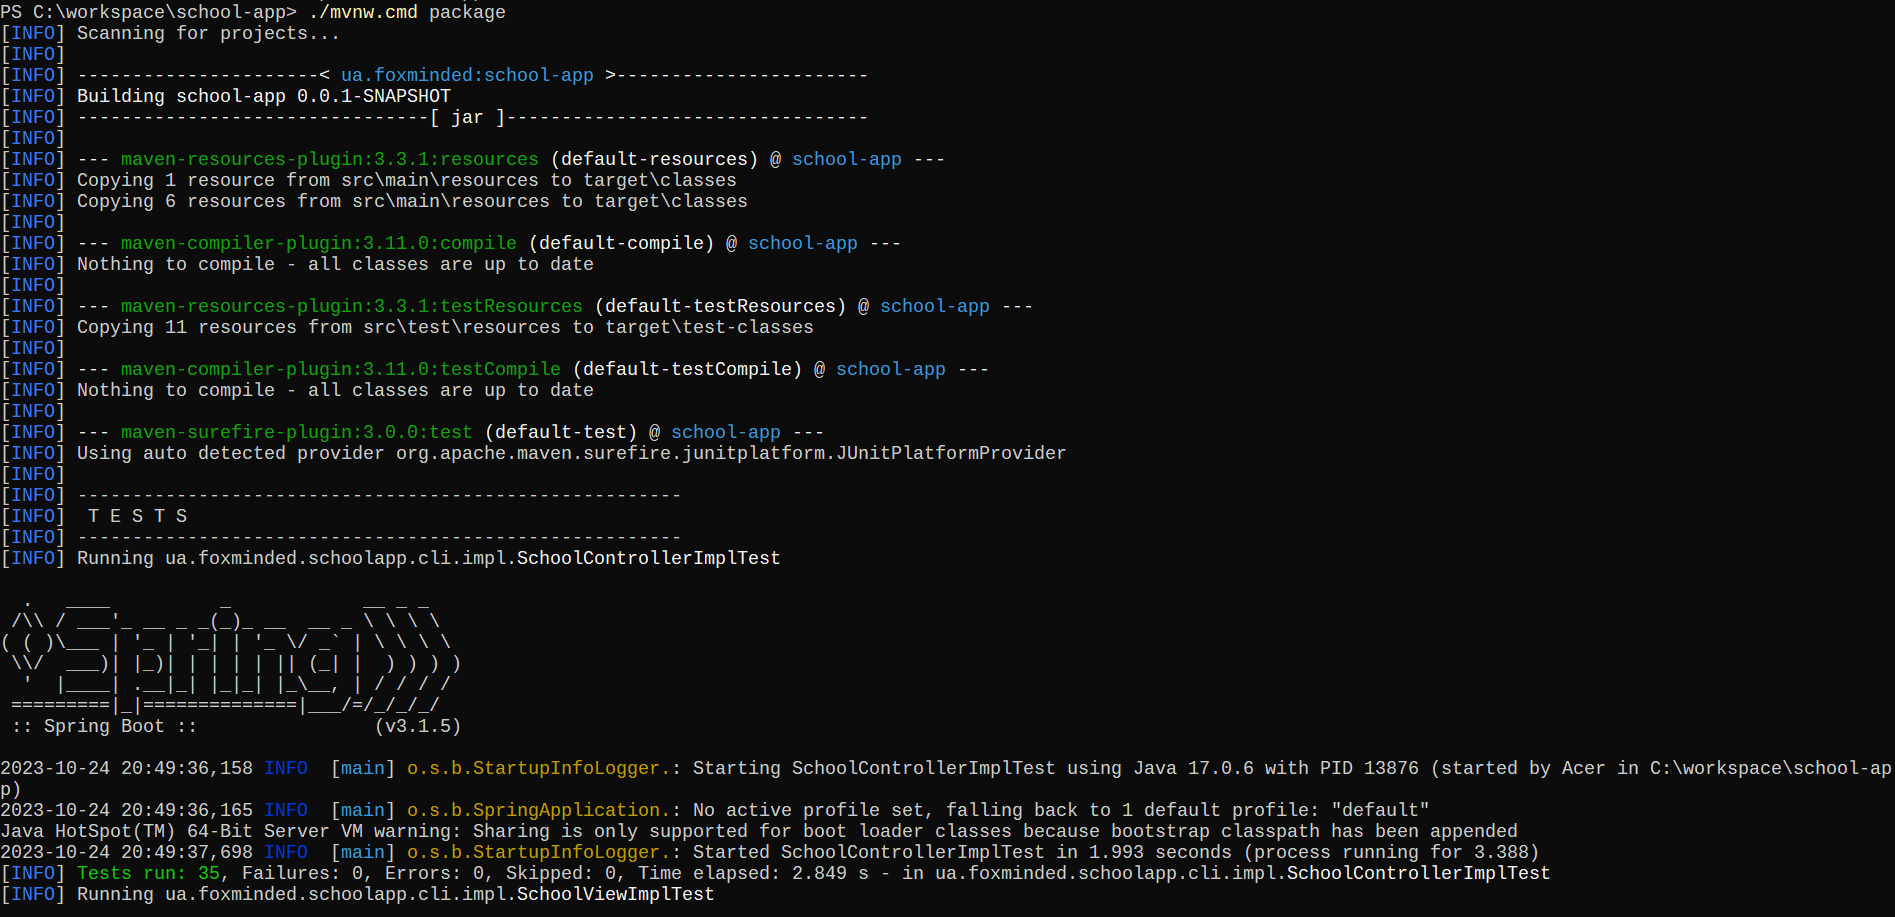 PS C:\workspace\school-app> ./mvnw.cmd package
[INFO] Scanning for projects...
[INFO]
[INFO] ----------------------< ua.foxminded:school-app >-----------------------
[INFO] Building school-app 0.0.1-SNAPSHOT
[INFO] --------------------------------[ jar ]---------------------------------
[INFO]
[INFO] --- maven-resources-plugin:3.3.1:resources (default-resources) @ school-app ---
[INFO] Copying 1 resource from src\main\resources to target\classes
[INFO] Copying 6 resources from src\main\resources to target\classes
[INFO]
[INFO] --- maven-compiler-plugin:3.11.0:compile (default-compile) @ school-app ---
[INFO] Nothing to compile - all classes are up to date
[INFO]
[INFO] --- maven-resources-plugin:3.3.1:testResources (default-testResources) @ school-app ---
[INFO] Copying 11 resources from src\test\resources to target\test-classes
[INFO]
[INFO] --- maven-compiler-plugin:3.11.0:testCompile (default-testCompile) @ school-app ---
[INFO] Nothing to compile - all classes are up to date
[INFO]
[INFO] --- maven-surefire-plugin:3.0.0:test (default-test) @ school-app ---
[INFO] Using auto detected provider org.apache.maven.surefire.junitplatform.JUnitPlatformProvider
[INFO]
[INFO] -------------------------------------------------------
[INFO]  T E S T S
[INFO] -------------------------------------------------------
[INFO] Running ua.foxminded.schoolapp.cli.impl.SchoolControllerImplTest
  .   ____          _            __ _ _
 /\\ / ___'_ __ _ _(_)_ __  __ _ \ \ \ \
( ( )\___ | '_ | '_| | '_ \/ _` | \ \ \ \
 \\/  ___)| |_)| | | | | || (_| |  ) ) ) )
  '  |____| .__|_| |_|_| |_\__, | / / / /
 =========|_|==============|___/=/_/_/_/
 :: Spring Boot ::                (v3.1.5)
2023-10-24 20:49:36,158 INFO  [main] o.s.b.StartupInfoLogger.: Starting SchoolControllerImplTest using Java 17.0.6 with PID 13876 (started by Acer in C:\workspace\school-ap
p)
2023-10-24 20:49:36,165 INFO  [main] o.s.b.SpringApplication.: No active profile set, falling back to 1 default profile: "default"
Java HotSpot(TM) 64-Bit Server VM warning: Sharing is only supported for boot loader classes because bootstrap classpath has been appended
2023-10-24 20:49:37,698 INFO  [main] o.s.b.StartupInfoLogger.: Started SchoolControllerImplTest in 1.993 seconds (process running for 3.388)
[INFO] Tests run: 35, Failures: 0, Errors: 0, Skipped: 0, Time elapsed: 2.849 s - in ua.foxminded.schoolapp.cli.impl.SchoolControllerImplTest
[INFO] Running ua.foxminded.schoolapp.cli.impl.SchoolViewImplTest